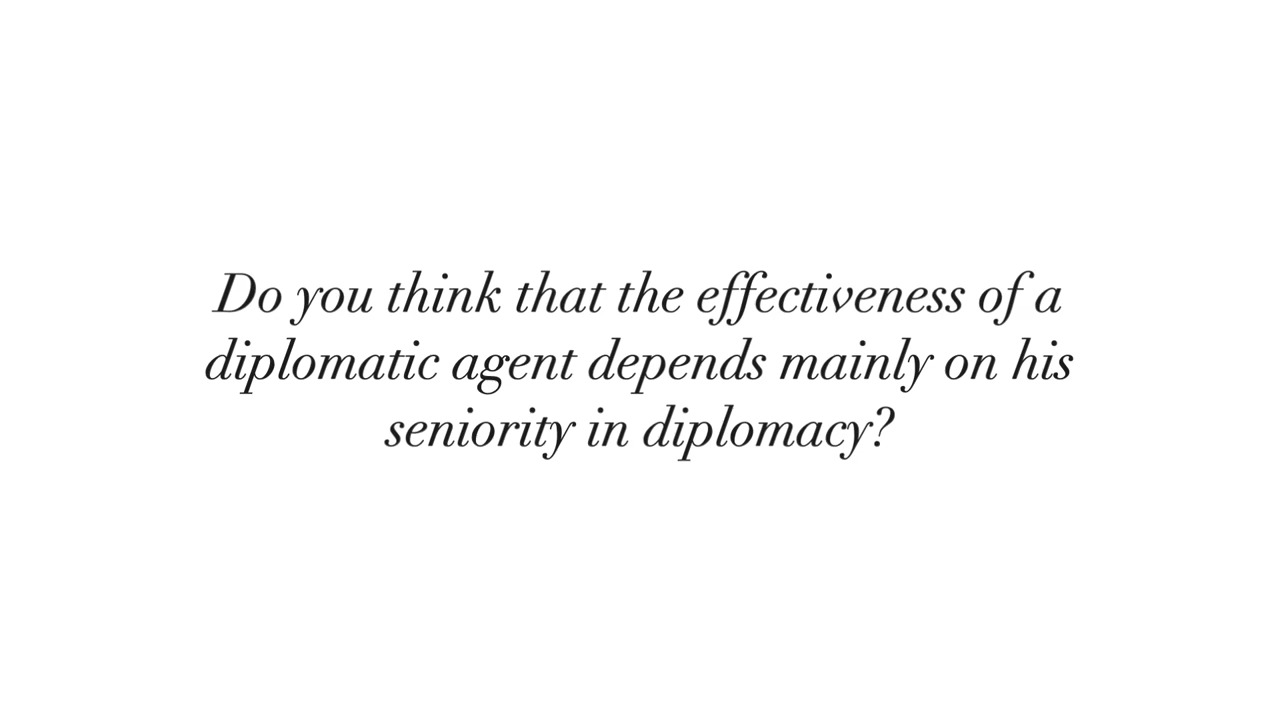 Do you think that the effectiveness of a
diplomatic agent depends mainly on his
seniority in diplomacy?